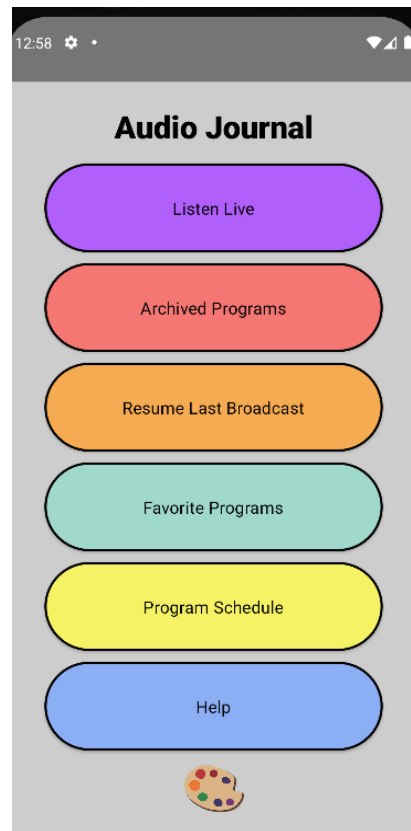 12:58
Audio Journal
Listen Live
Archived Programs
Resume Last Broadcast
Favorite Programs
Program Schedule
Help